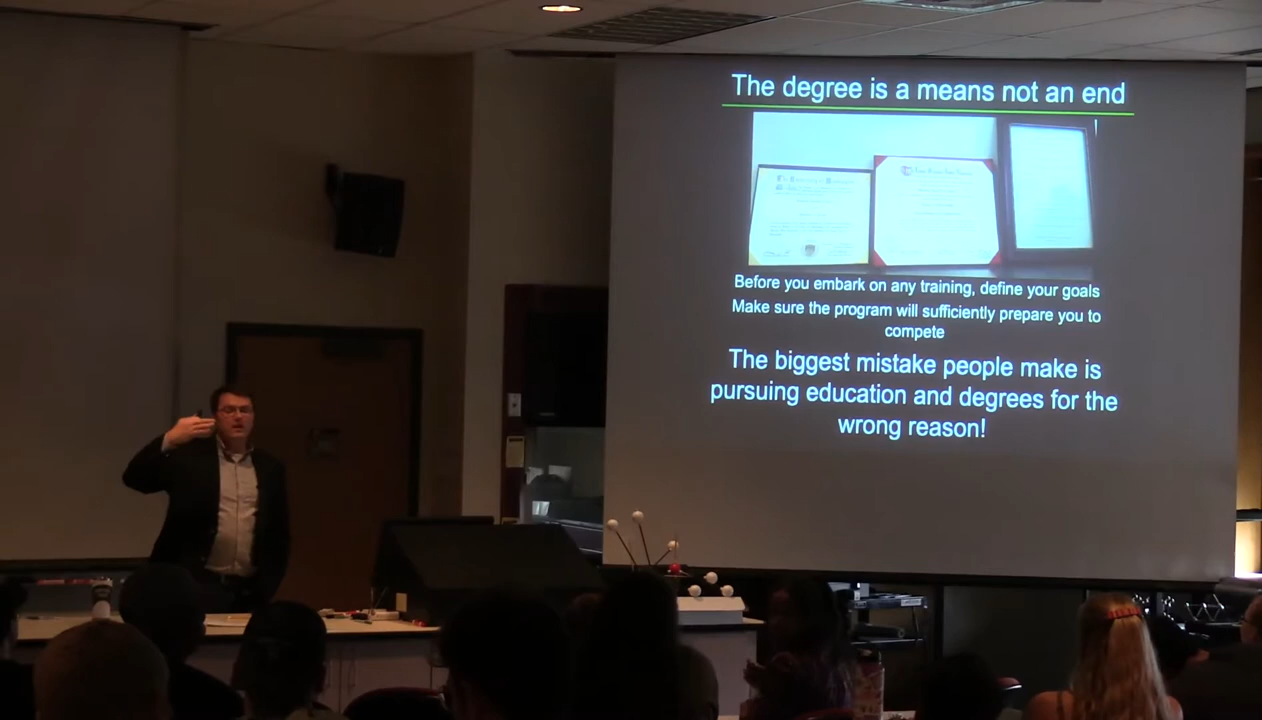 The degree is a means not an end
Before you embark on any training, define your goals
Make sure the program will sufficiently prepare you to
compete
The biggest mistake people make is
pursuing education and degrees for the
wrong reason!